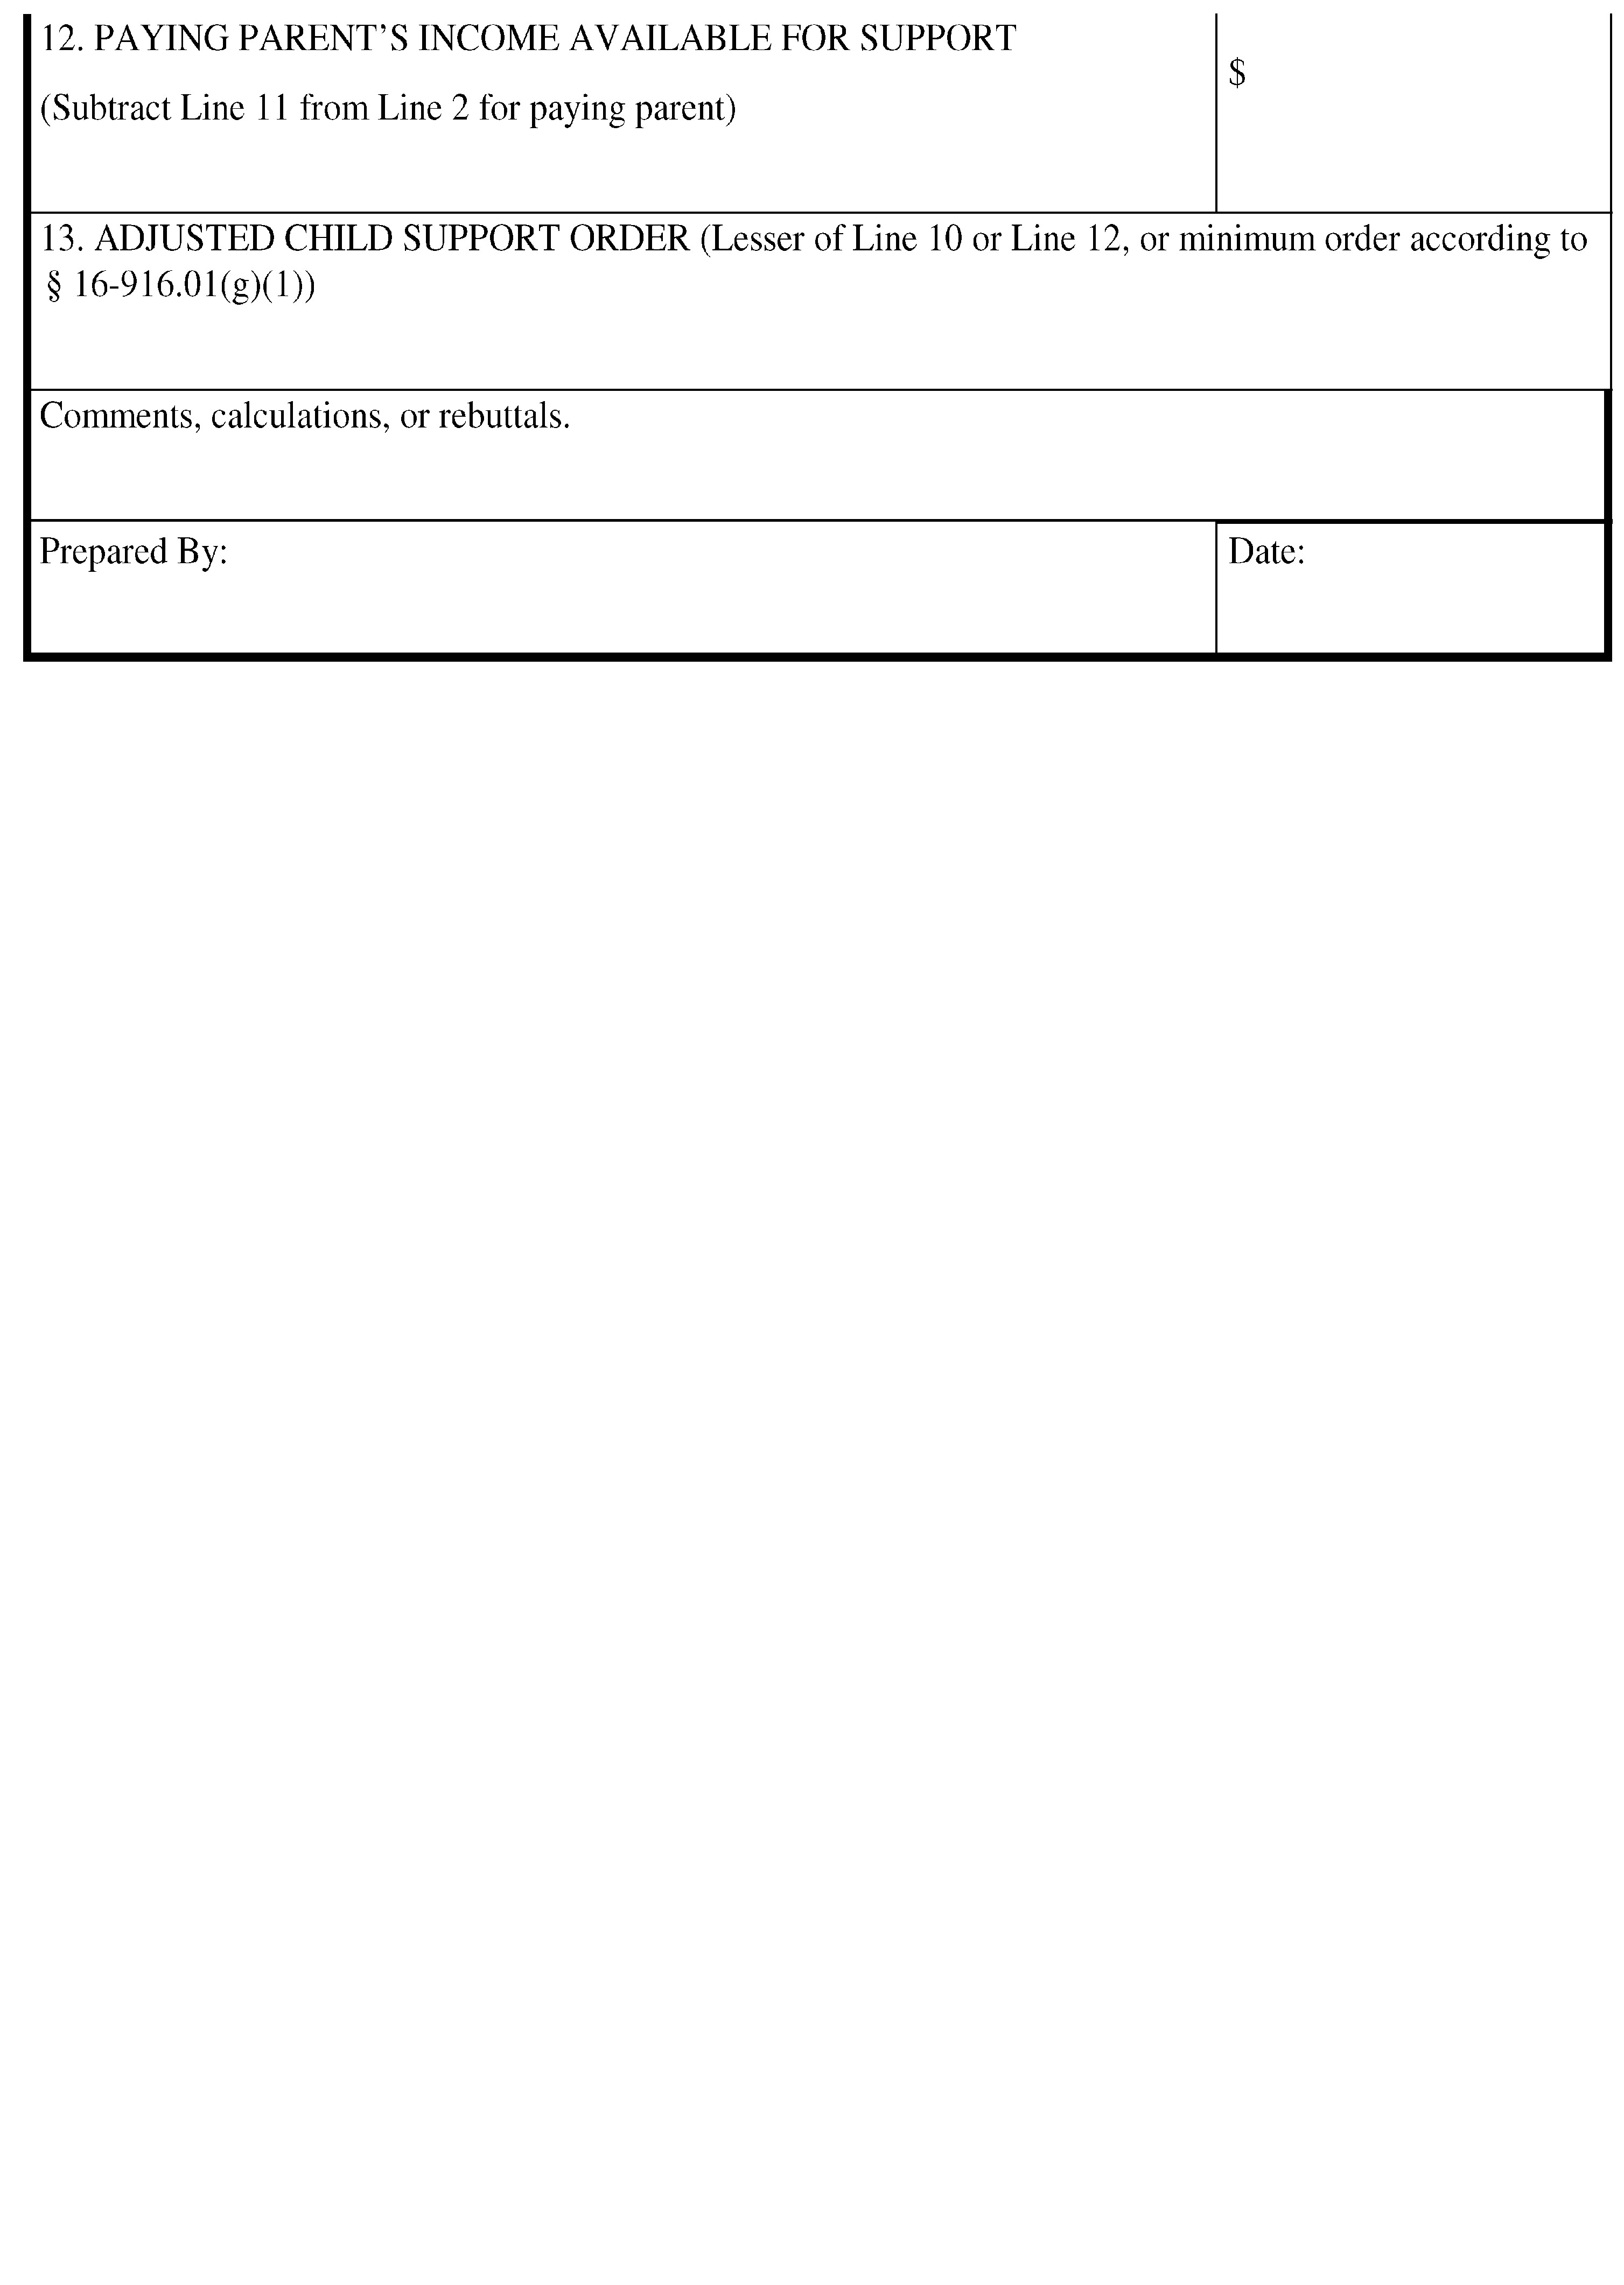 12. PAYING PARENT’S INCOME AVAILABLE FOR SUPPORT
$
(Subtract Line 11 from Line 2 for paying parent)
13. ADJUSTED CHILD SUPPORT ORDER (Lesser of Line 10 or Line 12, or minimum order according to
§ 16-916.01(g)(1))
Comments, calculations, or rebuttals.
Prepared By:
Date: